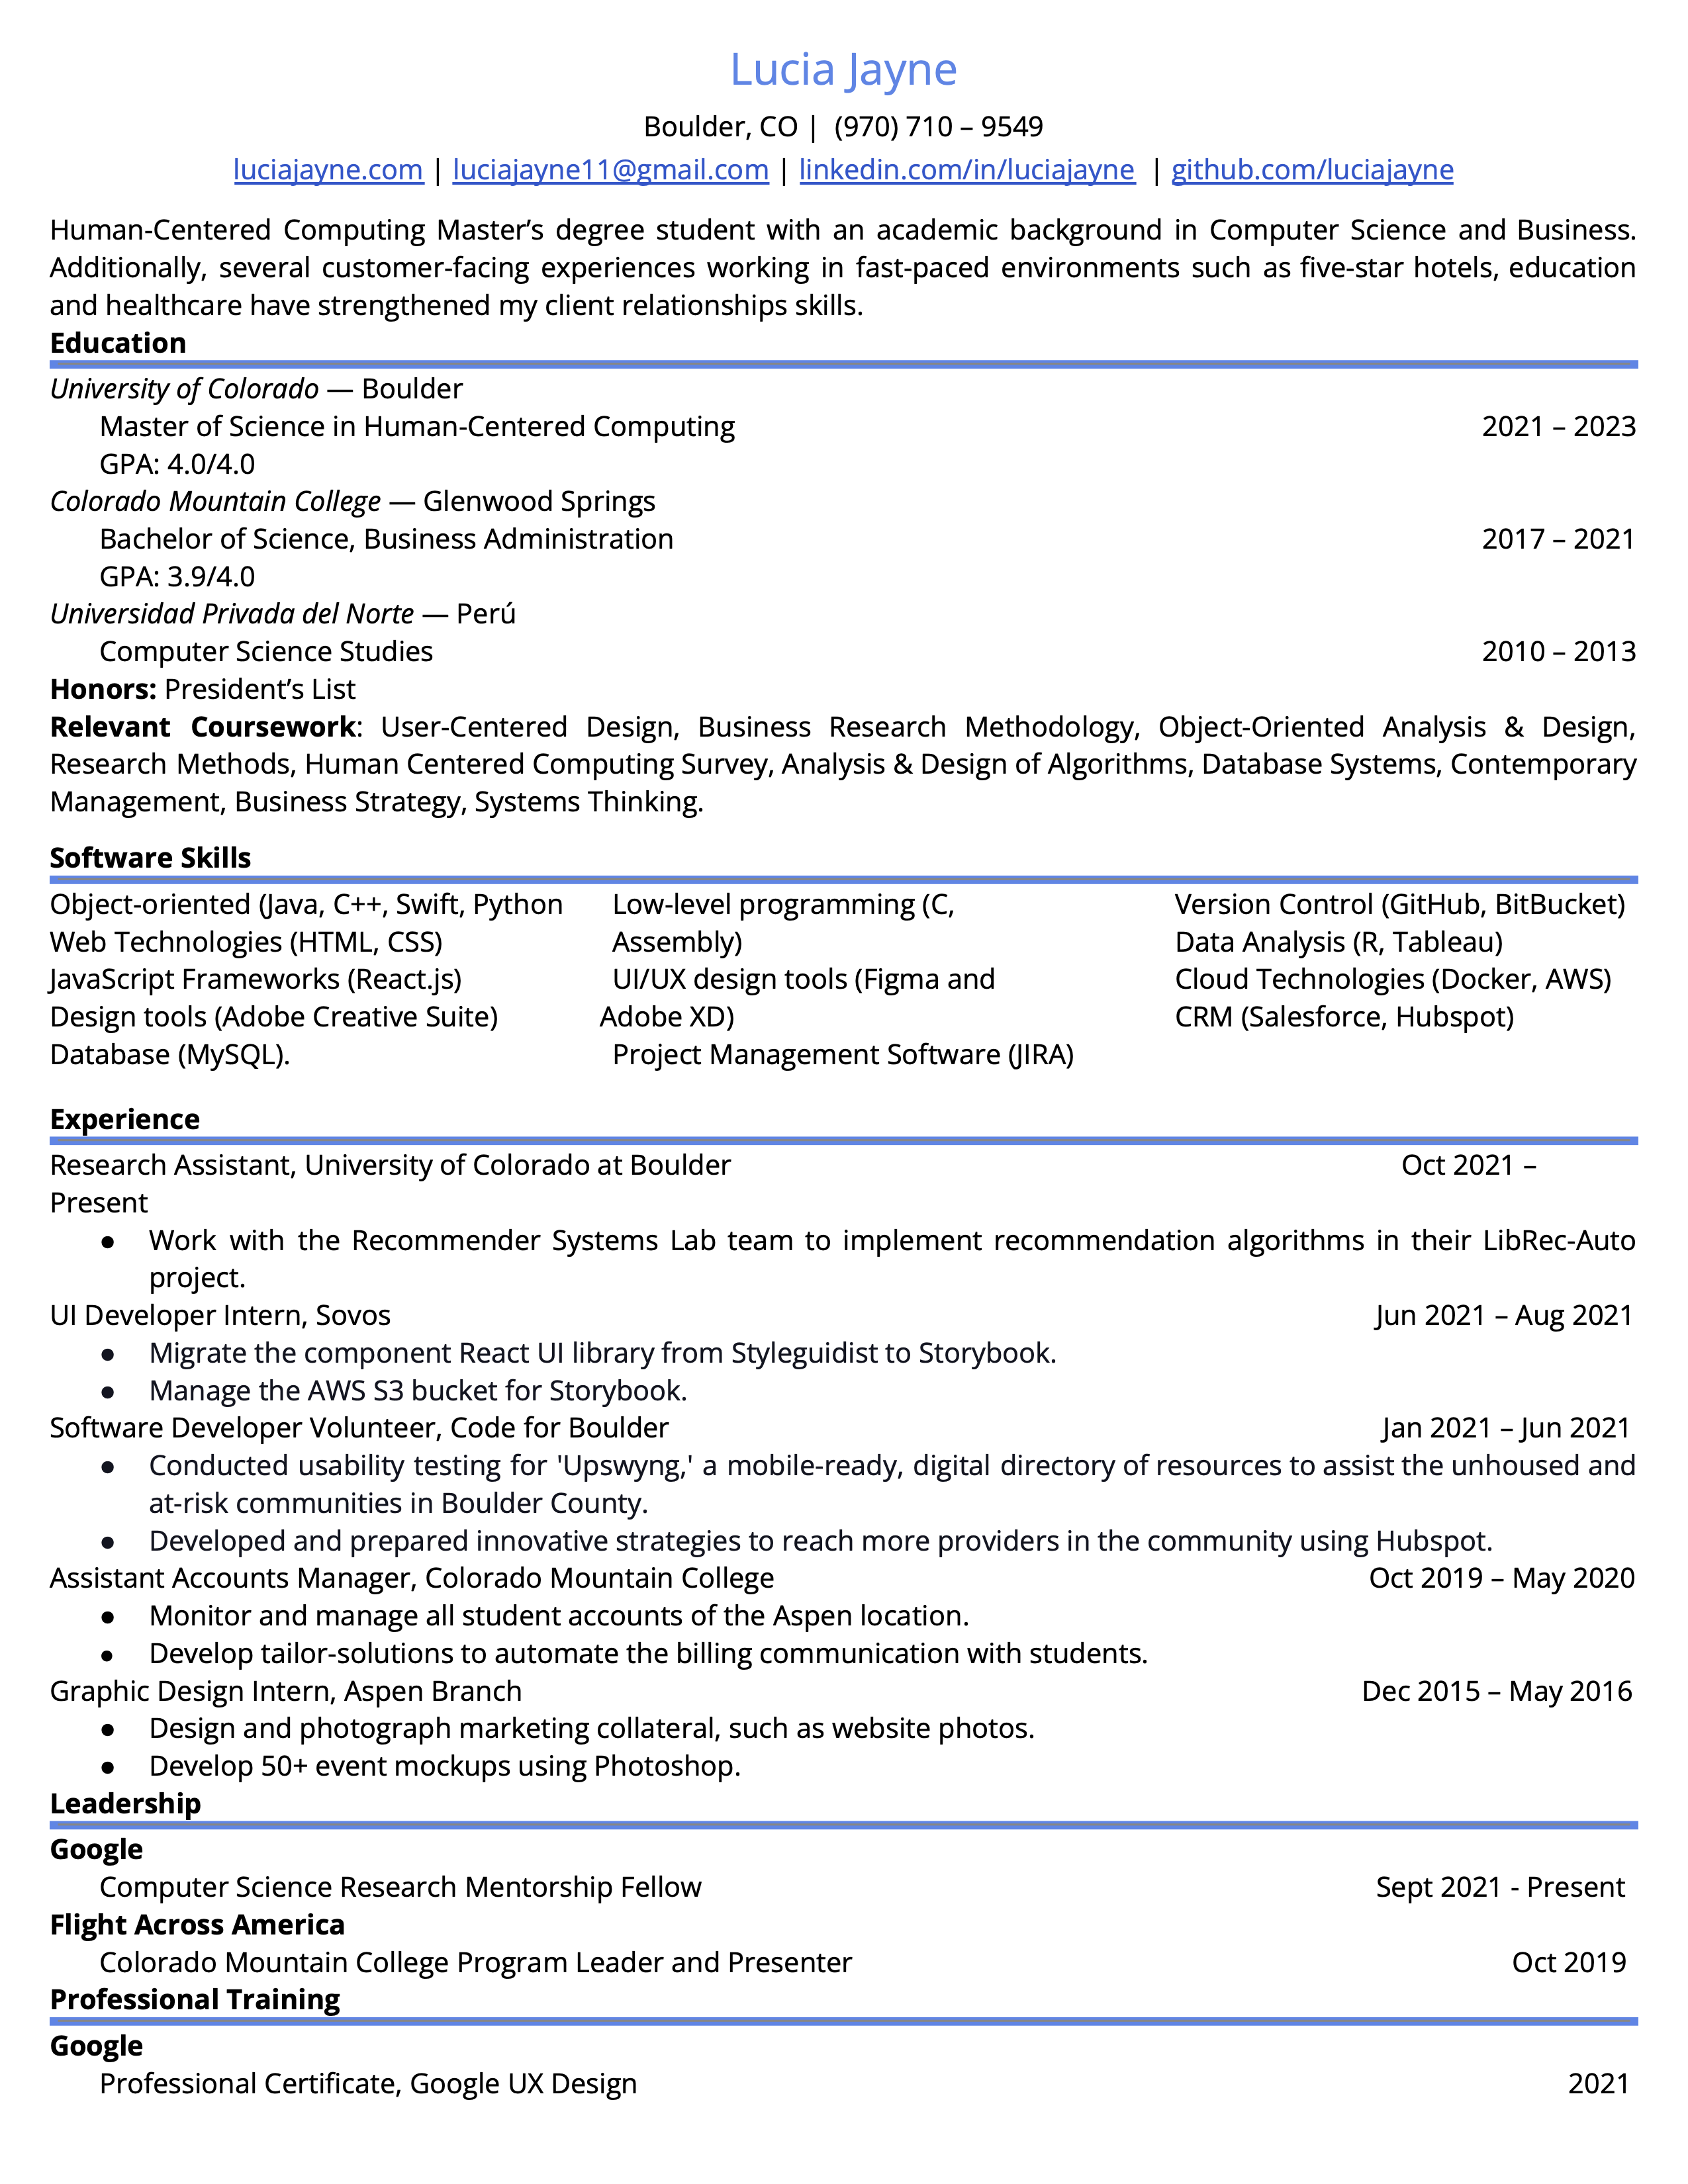 Lucia Jayne
Boulder, CO | (970) 710 – 9549
luciajayne.com | luciajayne11@gmail.com | linkedin.com/in/luciajayne | github.com/luciajayne
Human-Centered Computing Master’s degree student with an academic background in Computer Science and Business.
Additionally, several customer-facing experiences working in fast-paced environments such as five-star hotels, education
and healthcare have strengthened my client relationships skills.
Education
University of Colorado — Boulder
Master of Science in Human-Centered Computing 2021 – 2023
GPA: 4.0/4.0
Colorado Mountain College — Glenwood Springs
Bachelor of Science, Business Administration 2017 – 2021
GPA: 3.9/4.0
Universidad Privada del Norte — Perú
Computer Science Studies 2010 – 2013
Honors: President’s List
Relevant Coursework: User-Centered Design, Business Research Methodology, Object-Oriented Analysis & Design,
Research Methods, Human Centered Computing Survey, Analysis & Design of Algorithms, Database Systems, Contemporary
Management, Business Strategy, Systems Thinking.
Software Skills
Object-oriented (Java, C++, Swift, Python
Web Technologies (HTML, CSS)
JavaScript Frameworks (React.js)
Design tools (Adobe Creative Suite)
Database (MySQL).
Low-level programming (C,
Assembly)
UI/UX design tools (Figma and
Adobe XD)
Project Management Software (JIRA)
Version Control (GitHub, BitBucket)
Data Analysis (R, Tableau)
Cloud Technologies (Docker, AWS)
CRM (Salesforce, Hubspot)
Experience
Research Assistant, University of Colorado at Boulder Oct 2021 –
Present
● Work with the Recommender Systems Lab team to implement recommendation algorithms in their LibRec-Auto
project.
UI Developer Intern, Sovos Jun 2021 – Aug 2021
● Migrate the component React UI library from Styleguidist to Storybook.
● Manage the AWS S3 bucket for Storybook.
Software Developer Volunteer, Code for Boulder Jan 2021 – Jun 2021
● Conducted usability testing for 'Upswyng,' a mobile-ready, digital directory of resources to assist the unhoused and
at-risk communities in Boulder County.
● Developed and prepared innovative strategies to reach more providers in the community using Hubspot.
Assistant Accounts Manager, Colorado Mountain College Oct 2019 – May 2020
● Monitor and manage all student accounts of the Aspen location.
● Develop tailor-solutions to automate the billing communication with students.
Graphic Design Intern, Aspen Branch Dec 2015 – May 2016
● Design and photograph marketing collateral, such as website photos.
● Develop 50+ event mockups using Photoshop.
Leadership
Google
Computer Science Research Mentorship Fellow Sept 2021 - Present
Flight Across America
Colorado Mountain College Program Leader and Presenter Oct 2019
Professional Training
Google
Professional Certificate, Google UX Design 2021